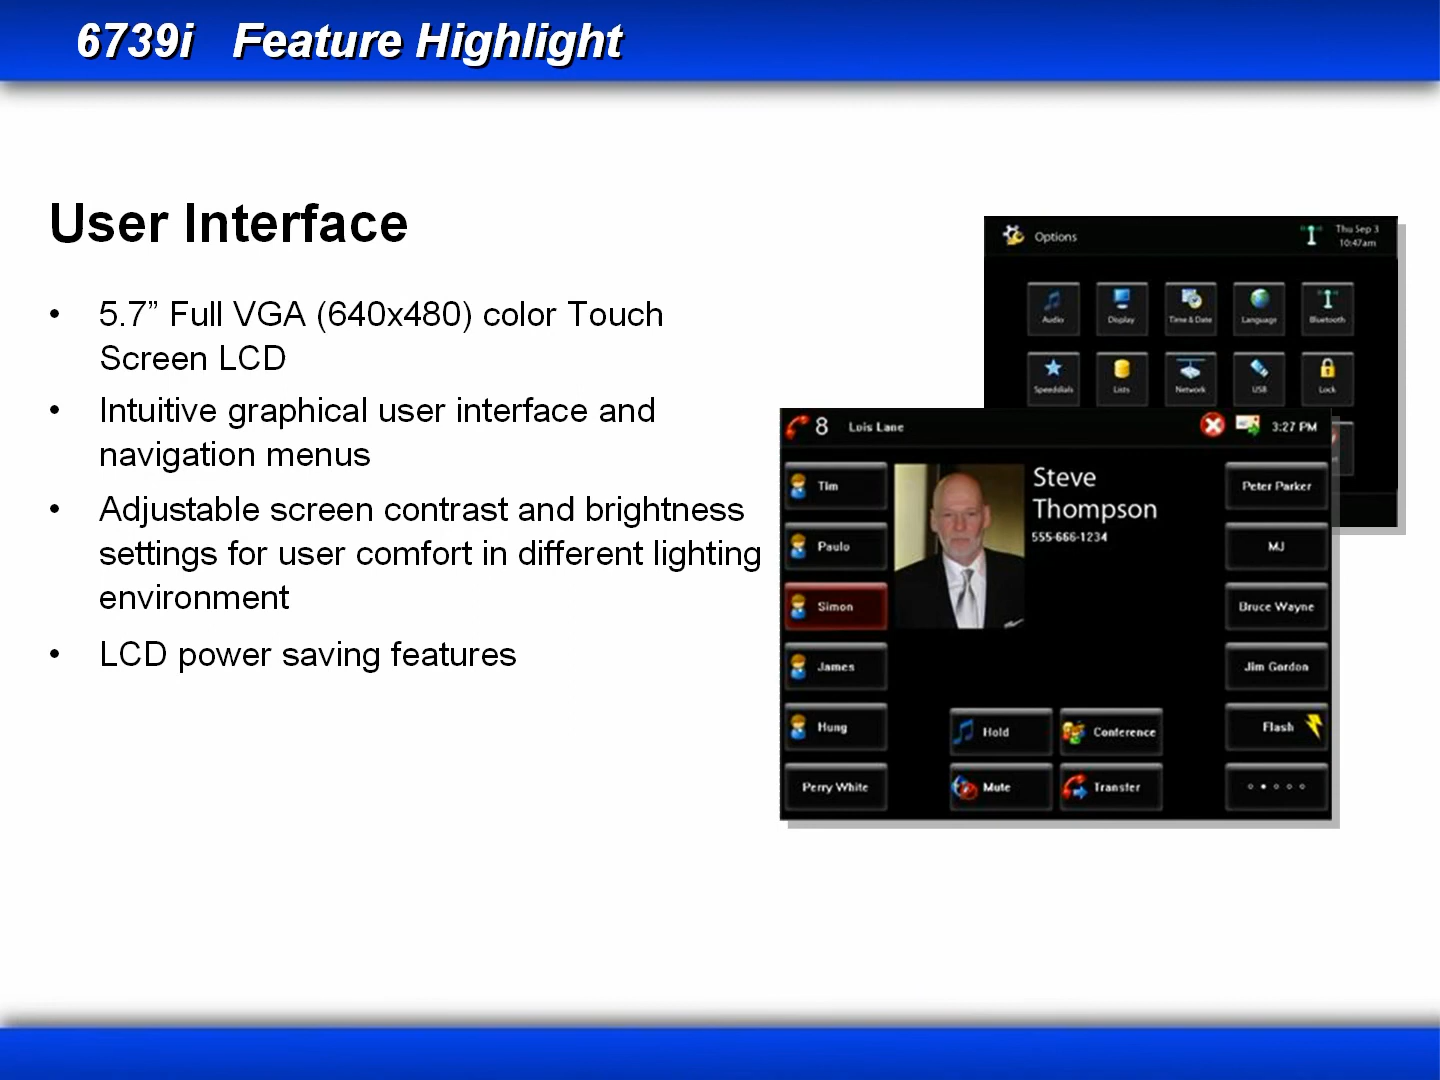 6739i Feature Highlight
User Interface
• 5.7” Full VGA (640x480) color Touch
Screen LCD
• Intuitive graphical user interface and
navigation menus
• Adjustable screen contrast and brightness
settings for user comfort in different lighting
environment
• LCD power saving features
Options
Thu Sep 3
10:47am
Audio
Display
Time & Date
Language
Bluetooth
Speeddials
Lists
Network
USB
Lock
8 Lois Lane
3:27 PM
Tim
Paulo
Simon
James
Hung
Perry White
Steve
Thompson
555-666-1234
Hold
Conference
Mute
Transfer
Peter Parker
MJ
Bruce Wayne
Jim Gordon
Flash